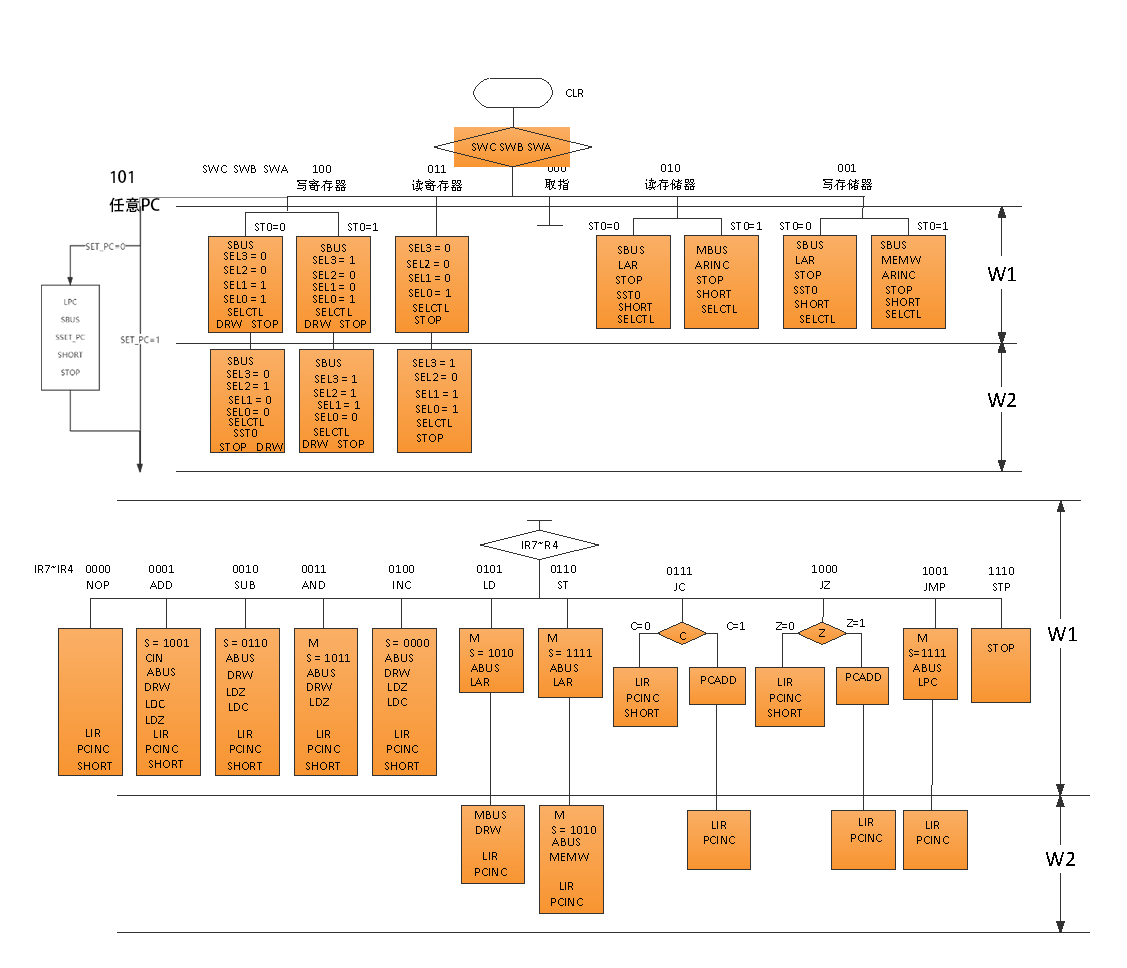 CLR
SWC SWB SWA
SWC SWB SWA
101
任意PC
100
写寄存器
011
读寄存器
000
取指
010
读存储器
001
写存储器
SET_PC=0
LPC
SBUS
SSET_PC
SHORT
STOP
SET_PC=1
ST0=0
SBUS
SEL3 = 0
SEL2 = 0
SEL1 = 1
SEL0 = 1
SELCTL
DRW STOP
ST0=1
SBUS
SEL3 = 1
SEL2 = 0
SEL1 = 0
SEL0 = 1
SELCTL
DRW STOP
SEL3 = 0
SEL2 = 0
SEL1 = 0
SEL0 = 1
SELCTL
STOP
ST0=0
SBUS
LAR
STOP
SST0
SHORT
SELCTL
ST0=1
MBUS
ARINC
STOP
SHORT
SELCTL
ST0=0
SBUS
LAR
STOP
SST0
SHORT
SELCTL
ST0=1
SBUS
MEMW
ARINC
STOP
SHORT
SELCTL
W1
SBUS
SEL3 = 0
SEL2 = 1
SEL1 = 0
SEL0 = 0
SELCTL
SST0
STOP DRW
SBUS
SEL3 = 1
SEL2 = 1
SEL1 = 1
SEL0 = 0
SELCTL
DRW STOP
SEL3 = 1
SEL2 = 0
SEL1 = 1
SEL0 = 1
SELCTL
STOP
W2
IR7~R4
IR7~IR4
0000
NOP
0001
ADD
0010
SUB
0011
AND
0100
INC
0101
LD
0110
ST
0111
JC
1000
JZ
1001
JMP
1110
STP
LIR
PCINC
SHORT
S = 1001
CIN
ABUS
DRW
LDC
LDZ
LIR
PCINC
SHORT
S = 0110
ABUS
DRW
LDZ
LDC
LIR
PCINC
SHORT
M
S = 1011
ABUS
DRW
LDZ
LIR
PCINC
SHORT
S = 0000
ABUS
DRW
LDZ
LDC
LIR
PCINC
SHORT
M
S = 1010
ABUS
LAR
M
S = 1111
ABUS
LAR
C=0
C
C=1
LIR
PCINC
SHORT
PCADD
Z=0
Z
Z=1
LIR
PCINC
SHORT
PCADD
M
S=1111
ABUS
LPC
STOP
W1
MBUS
DRW
LIR
PCINC
M
S = 1010
ABUS
MEMW
LIR
PCINC
LIR
PCINC
LIR
PCINC
LIR
PCINC
W2